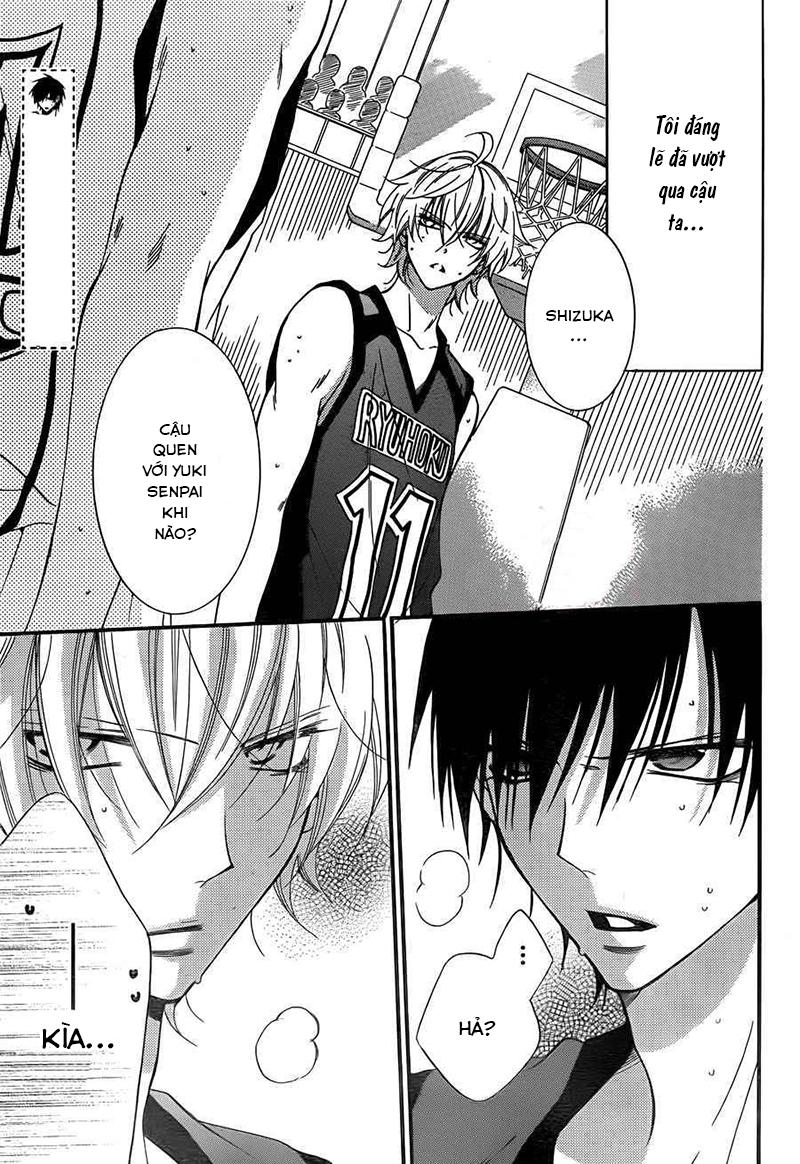 Tôi đáng
lẽ đã vượt
qua cậu
ta...
SHIZUKA
...
CẬU
QUEN
VỚI YUKI
SENPAI
KHI
NÀO?
RYUHOKU
11
...
HẢ?
KÌA...